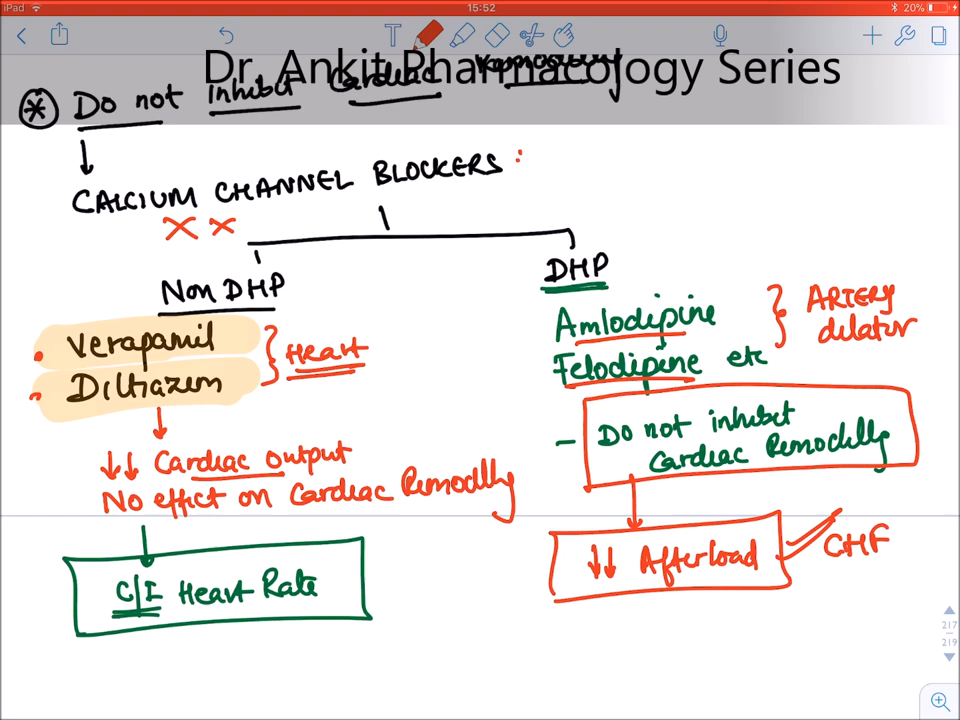 iPad 15:52 20%
Dr. Ankit Pharmacology Series
* Do not inhibit Cardiac
CALCIUM CHANNEL BLOCKERS :
X X
Non DHP
DHP
Verapamil
Diltiazem
Heart
Amlodipine
Felodipine etc
ARTERY
dilator
↓↓ Cardiac output
No effect on Cardiac Remodlly
– Do not inhibit
Cardiac Remodlly
C/I Heart Rate
↓↓ Afterload
CHF
217
219